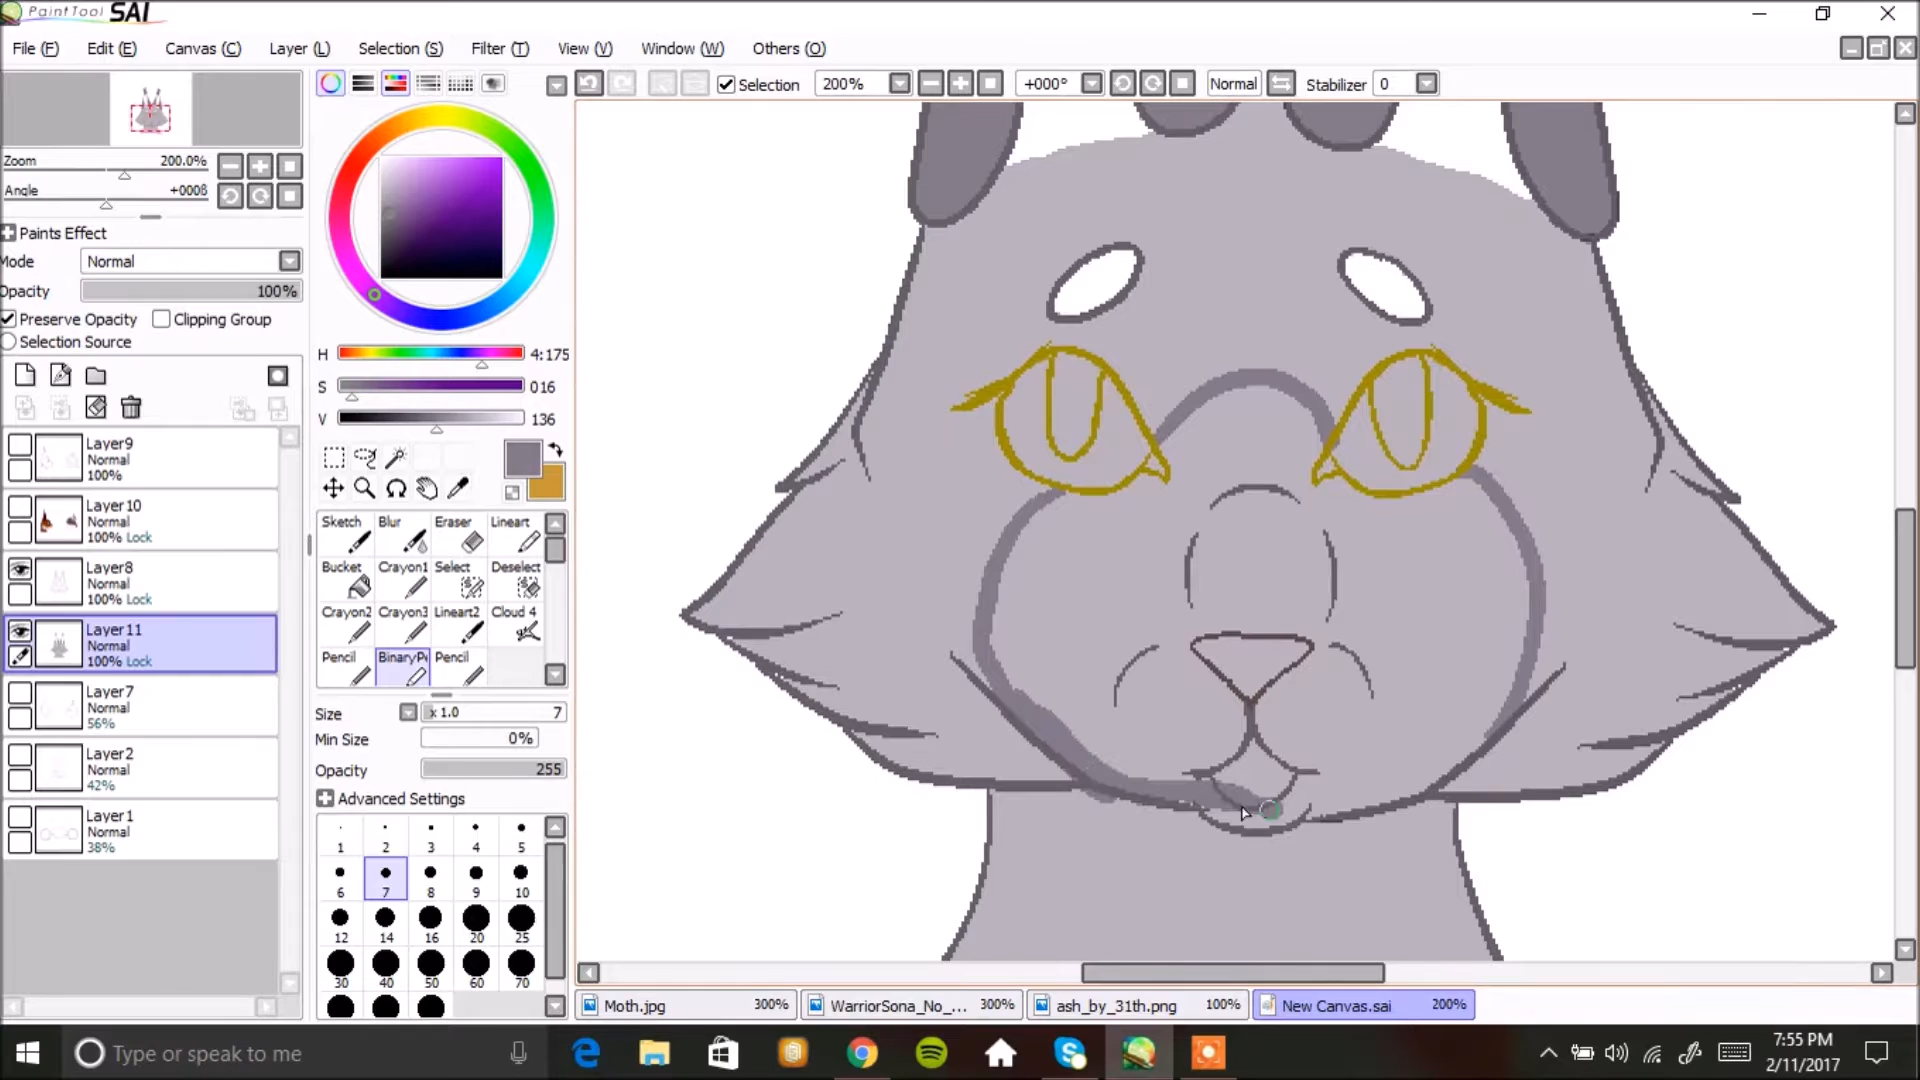 PaintTool SAI
File (F) Edit (E) Canvas (C) Layer (L) Selection (S) Filter (T) View (V) Window (W) Others (O)
Selection 200% +000° Normal Stabilizer 0
Zoom 200.0%
Angle +000ß
Paints Effect
Mode Normal
Opacity 100%
Preserve Opacity Clipping Group
Selection Source
H 4:175
S 016
V 136
Layer9
Normal
100%
Layer10
Normal
100% Lock
Layer8
Normal
100% Lock
Layer11
Normal
100% Lock
Layer7
Normal
56%
Layer2
Normal
42%
Layer1
Normal
38%
Sketch Blur Eraser Lineart
Bucket Crayon1 Select Deselect
Crayon2 Crayon3 Lineart2 Cloud 4
Pencil BinaryPe Pencil
Size x 1.0 7
Min Size 0%
Opacity 255
Advanced Settings
1 2 3 4 5
6 7 8 9 10
12 14 16 20 25
30 40 50 60 70
Moth.jpg 300% WarriorSona_No_... 300% ash_by_31th.png 100% New Canvas.sai 200%
Type or speak to me
7:55 PM
2/11/2017